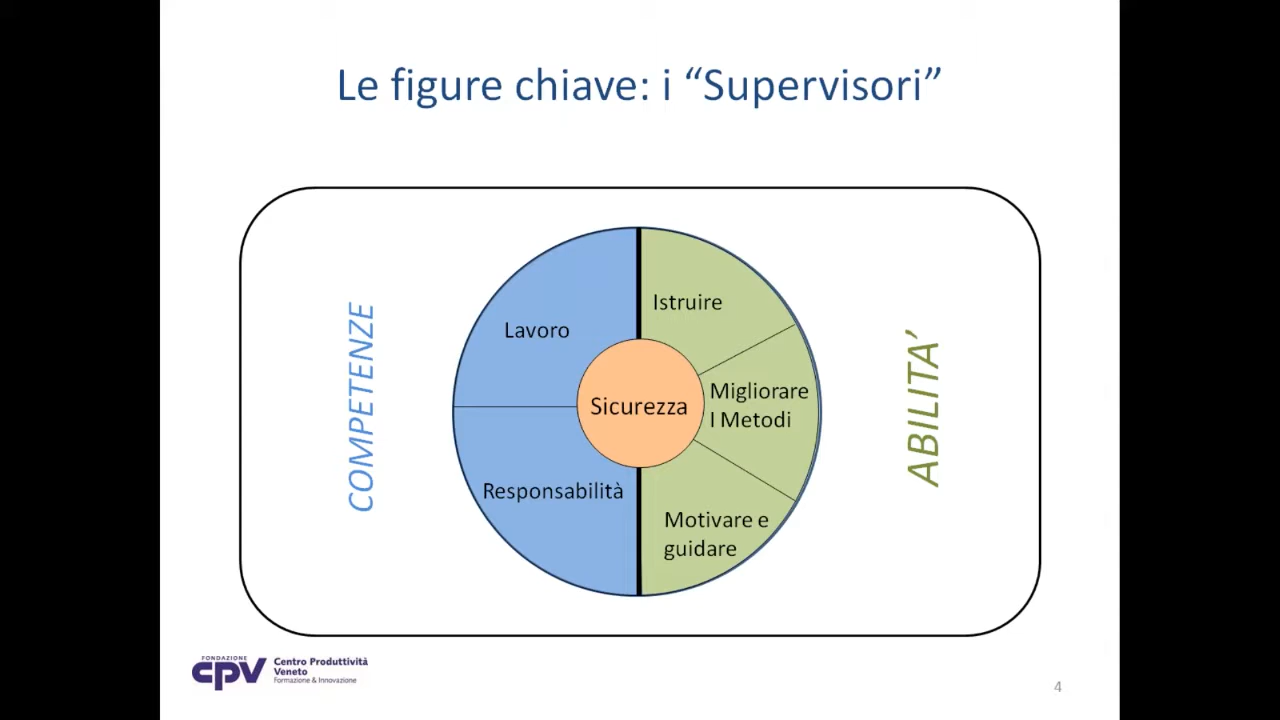 Le figure chiave: i “Supervisori”
COMPETENZE
Lavoro
Responsabilità
Sicurezza
Istruire
Migliorare
I Metodi
Motivare e
guidare
ABILITA’
FONDAZIONE
CPV
Centro Produttività
Veneto
Formazione & Innovazione
4